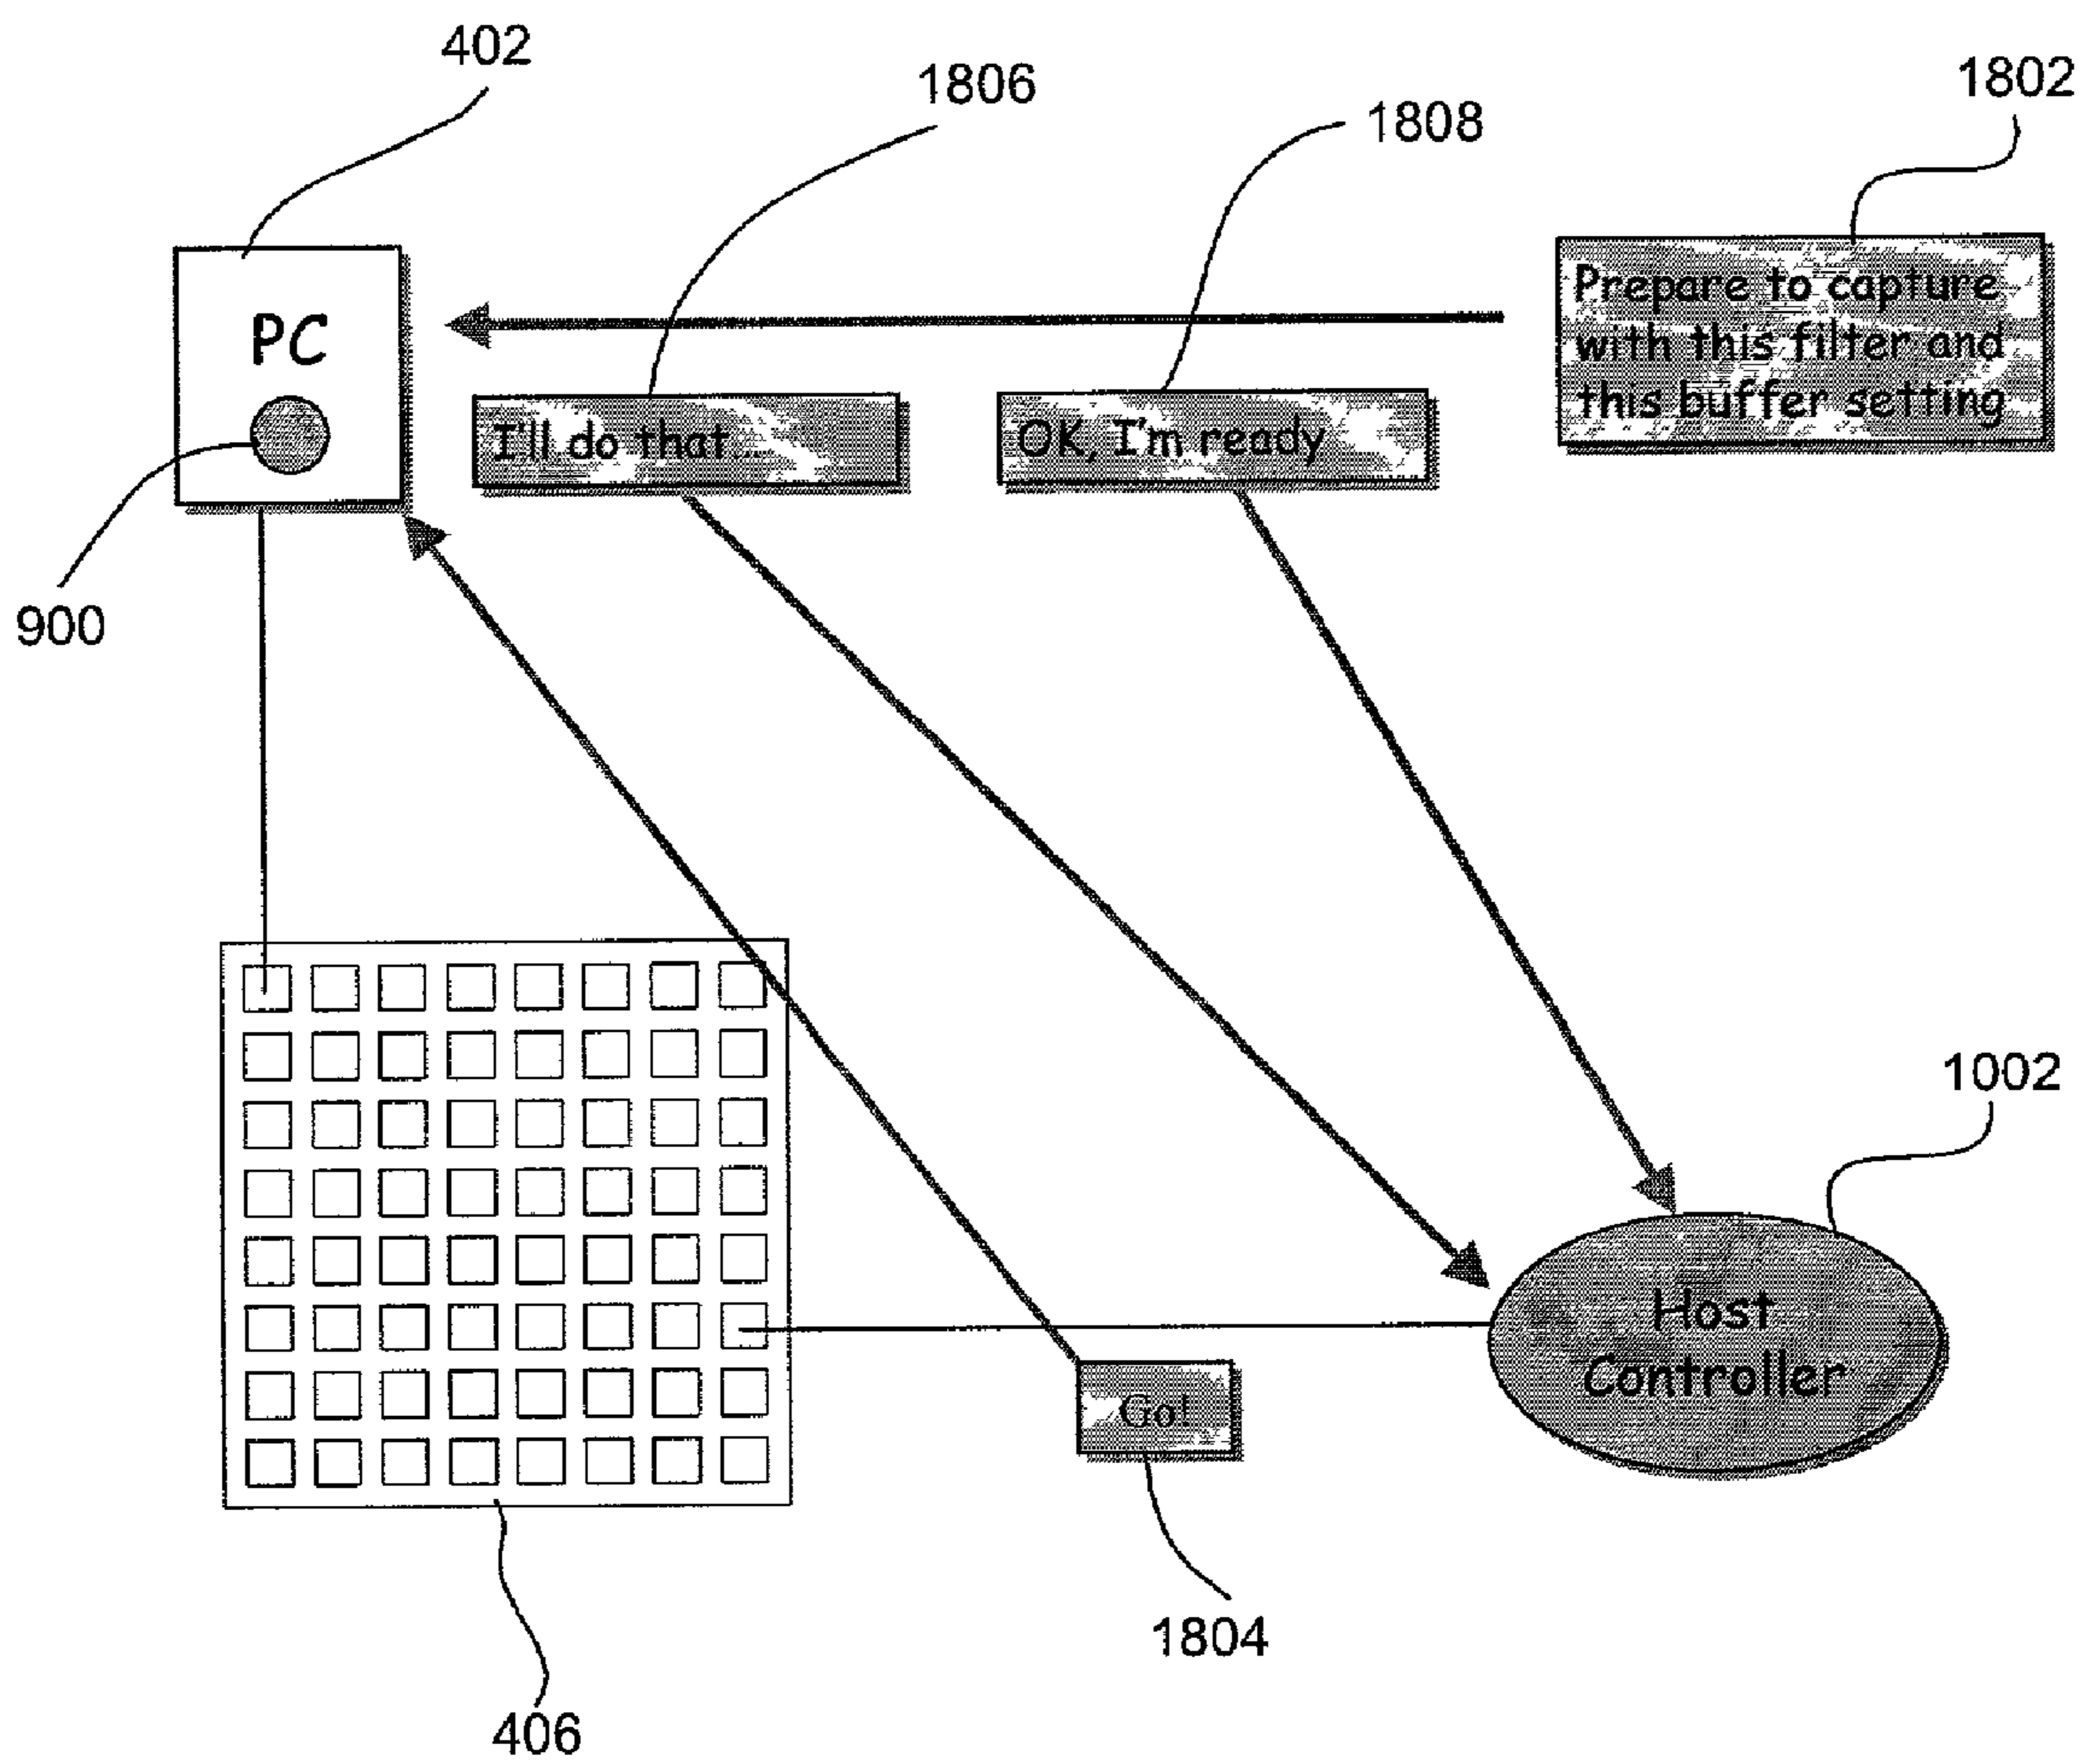 402
1806
1808
1802
PC
Prepare to capture
with this filter and
this buffer setting
I'll do that...
OK, I'm ready
900
1002
Host
Controller
Go!
1804
406